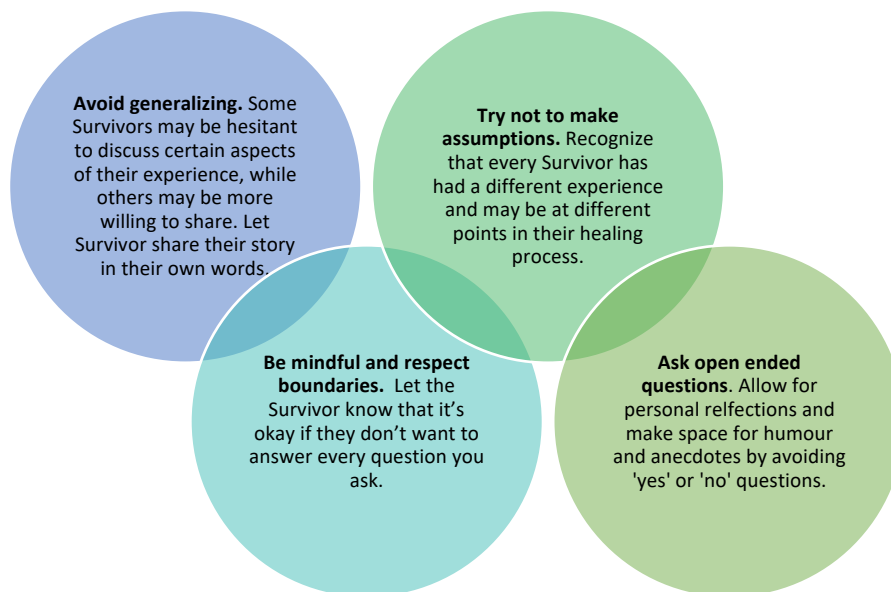 Avoid generalizing. Some
Survivors may be hesitant
to discuss certain aspects
of their experience, while
others may be more
willing to share. Let
Survivor share their story
in their own words.
Try not to make
assumptions. Recognize
that every Survivor has
had a different experience
and may be at different
points in their healing
process.
Be mindful and respect
boundaries.  Let the
Survivor know that it’s
okay if they don’t want to
answer every question you
ask.
Ask open ended
questions. Allow for
personal relfections and
make space for humour
and anecdotes by avoiding
'yes' or 'no' questions.